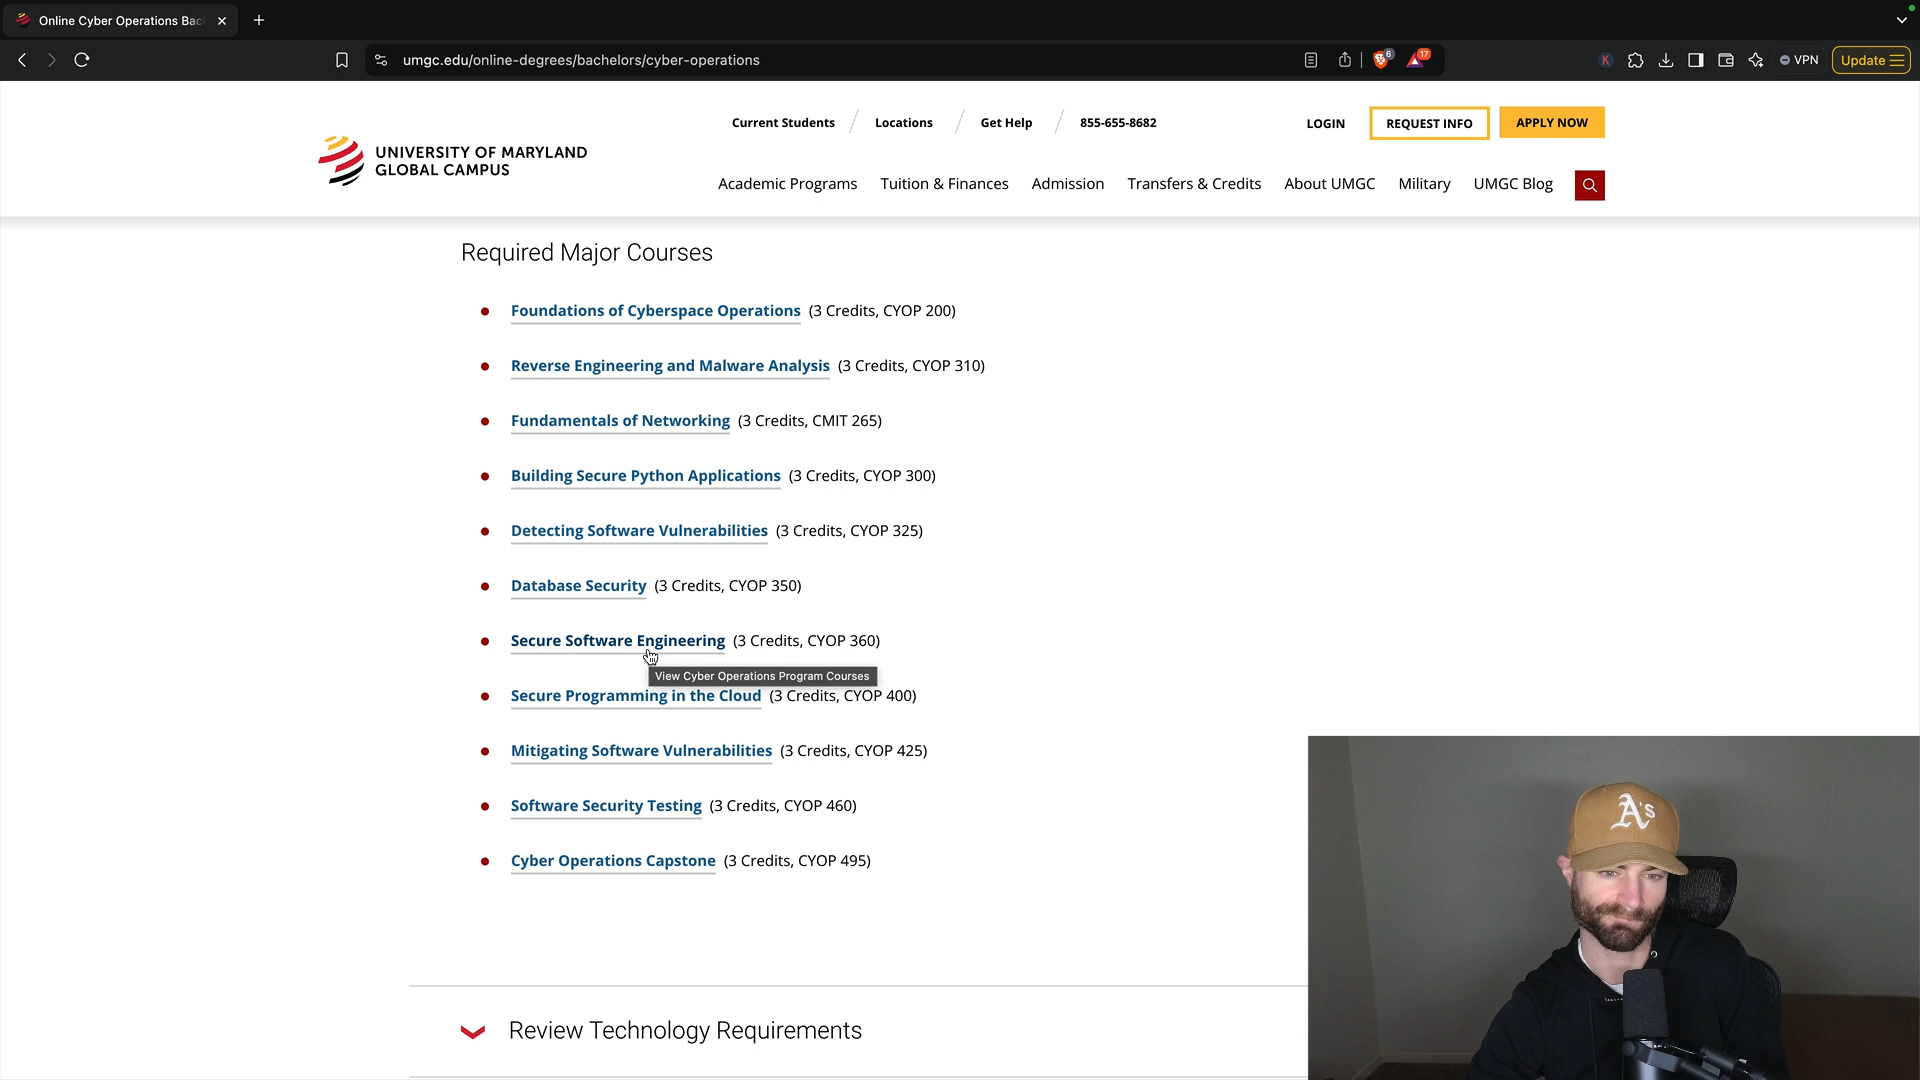 Online Cyber Operations Bac
umgc.edu/online-degrees/bachelors/cyber-operations
6
17
K
VPN
Update
Current Students
Locations
Get Help
855-655-8682
LOGIN
REQUEST INFO
APPLY NOW
UNIVERSITY OF MARYLAND
GLOBAL CAMPUS
Academic Programs
Tuition & Finances
Admission
Transfers & Credits
About UMGC
Military
UMGC Blog
Required Major Courses
Foundations of Cyberspace Operations (3 Credits, CYOP 200)
Reverse Engineering and Malware Analysis (3 Credits, CYOP 310)
Fundamentals of Networking (3 Credits, CMIT 265)
Building Secure Python Applications (3 Credits, CYOP 300)
Detecting Software Vulnerabilities (3 Credits, CYOP 325)
Database Security (3 Credits, CYOP 350)
Secure Software Engineering (3 Credits, CYOP 360)
View Cyber Operations Program Courses
Secure Programming in the Cloud (3 Credits, CYOP 400)
Mitigating Software Vulnerabilities (3 Credits, CYOP 425)
Software Security Testing (3 Credits, CYOP 460)
Cyber Operations Capstone (3 Credits, CYOP 495)
A's
Review Technology Requirements